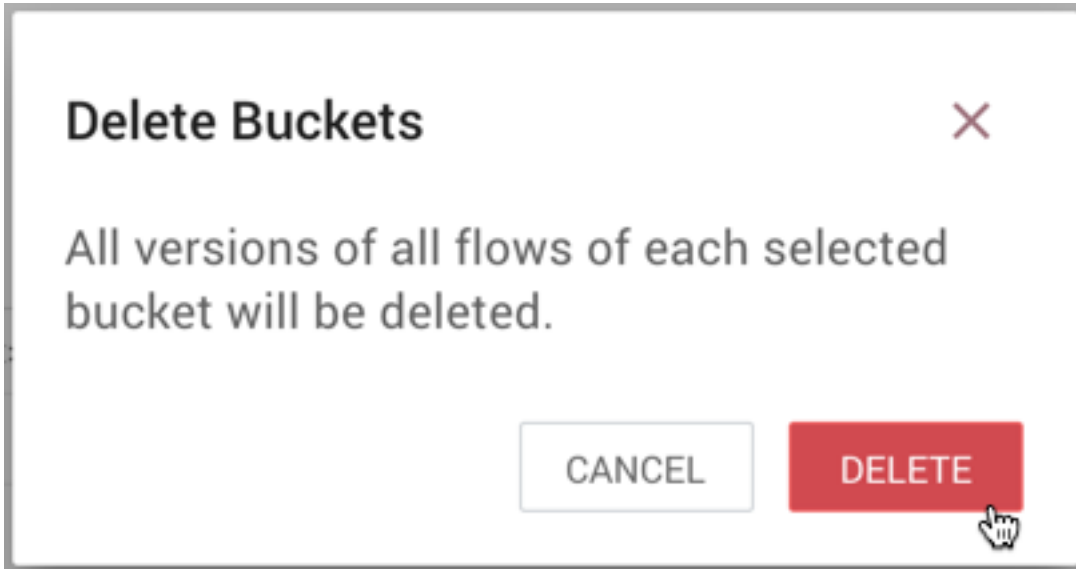 Delete Buckets
All versions of all flows of each selected
bucket will be deleted.
CANCEL DELETE